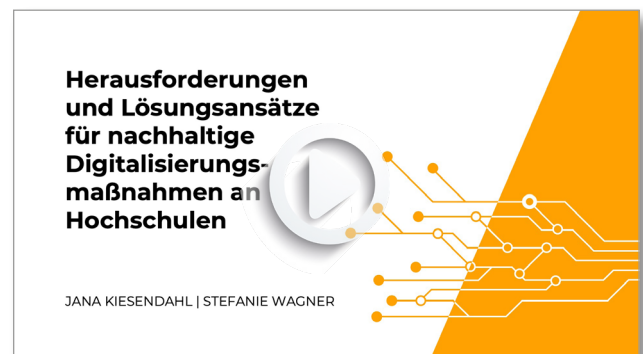 Herausforderungen
und Lösungsansätze
für nachhaltige
Digitalisierungs-
maßnahmen an
Hochschulen
JANA KIESENDAHL | STEFANIE WAGNER